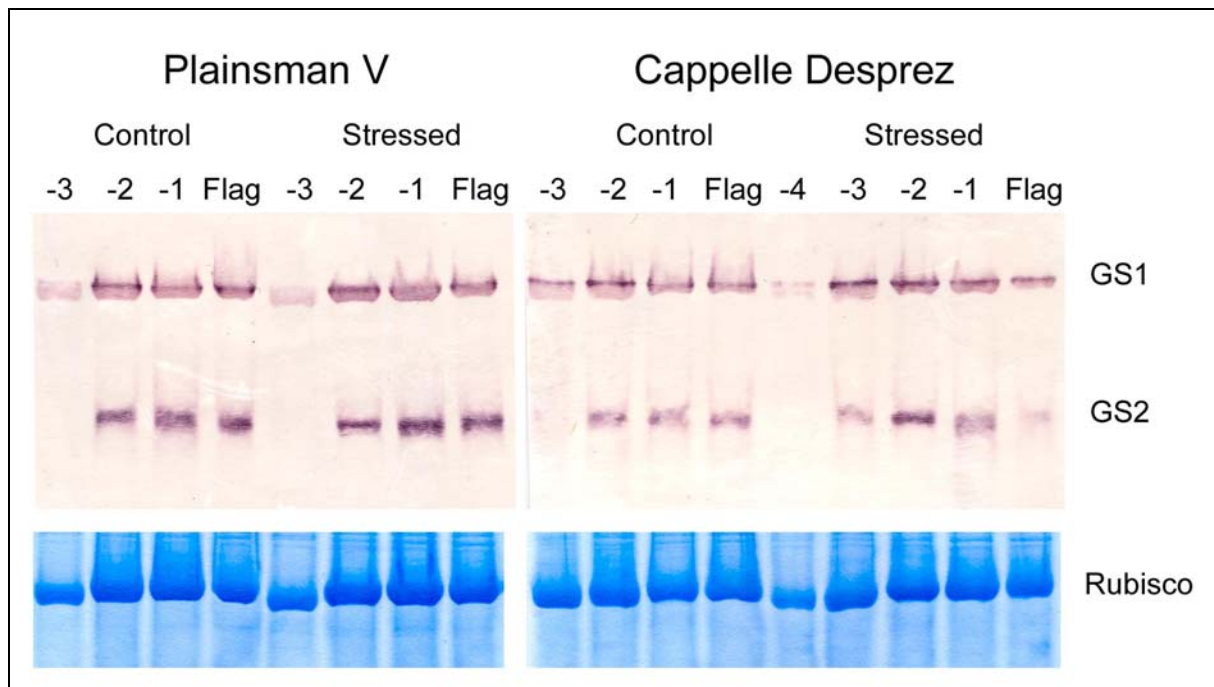 Plainsman V Cappelle Desprez
Control Stressed Control Stressed
-3 -2 -1 Flag -3 -2 -1 Flag -3 -2 -1 Flag -4 -3 -2 -1 Flag
GS1
GS2
Rubisco